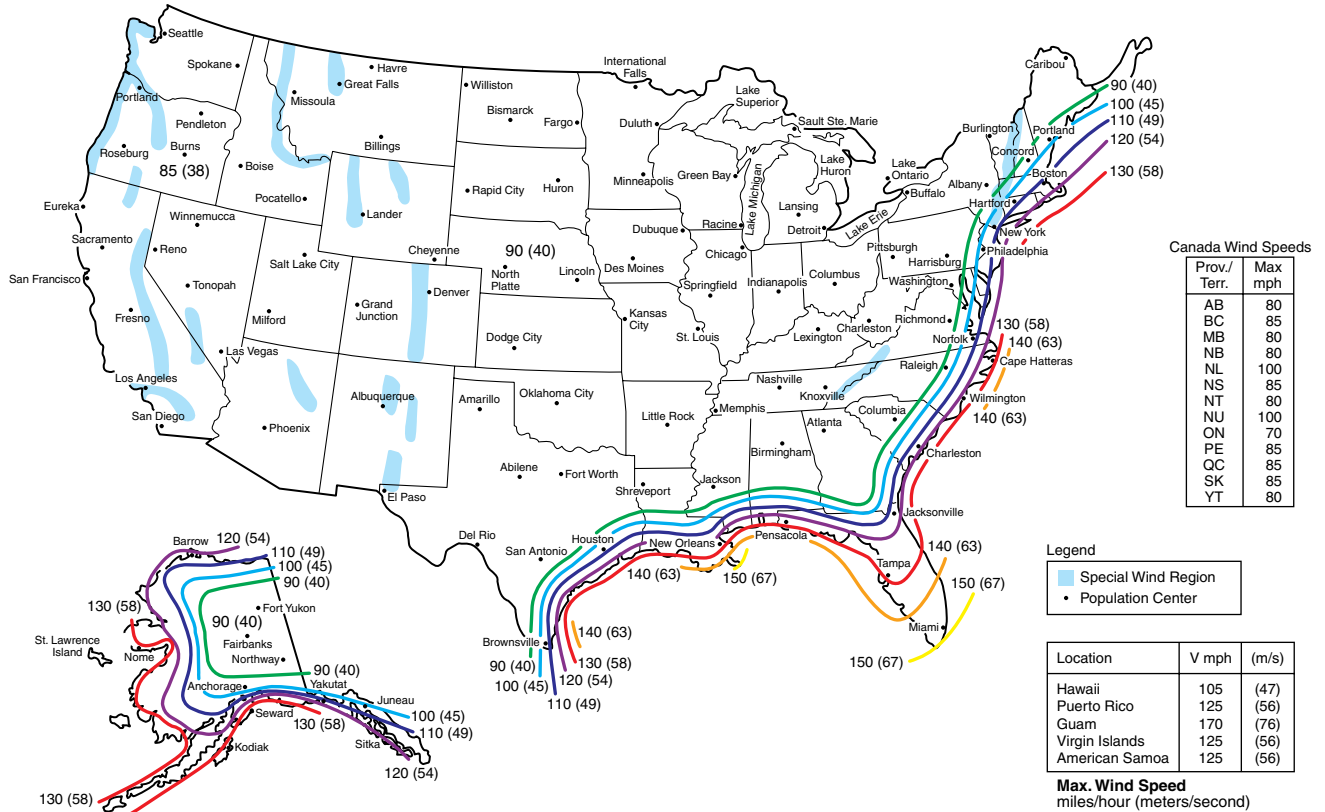 Seattle
Spokane
Portland
Pendleton
Roseburg
Burns
85 (38)
Boise
Pocatello
Missoula
Havre
Great Falls
Billings
Lander
Cheyenne
Eureka
Winnemucca
Sacramento
Reno
San Francisco
Tonopah
Fresno
Las Vegas
Los Angeles
San Diego
Salt Lake City
Milford
Grand
Junction
Denver
Albuquerque
Phoenix
El Paso
Williston
Bismarck
Fargo
Rapid City
Huron
90 (40)
North
Platte
Lincoln
Dodge City
Kansas
City
Amarillo
Oklahoma City
Abilene
Fort Worth
Del Rio
San Antonio
Houston
Brownsville
International
Falls
Duluth
Minneapolis
Lake
Superior
Sault Ste. Marie
Green Bay
Lake Michigan
Lake
Huron
Lansing
Detroit
Lake Erie
Lake
Ontario
Buffalo
Dubuque
Racine
Chicago
Des Moines
Springfield
Indianapolis
Columbus
St. Louis
Lexington
Charleston
Pittsburgh
Harrisburg
Washington
Richmond
Norfolk
Raleigh
Nashville
Knoxville
Memphis
Little Rock
Columbia
Atlanta
Birmingham
Shreveport
Jackson
New Orleans
Pensacola
Wilmington
Cape Hatteras
Charleston
Jacksonville
Tampa
Miami
Caribou
Burlington
Portland
Concord
Albany
Boston
Hartford
New York
Philadelphia
90 (40)
100 (45)
110 (49)
120 (54)
130 (58)
130 (58)
140 (63)
140 (63)
140 (63)
150 (67)
150 (67)
140 (63)
150 (67)
140 (63)
130 (58)
120 (54)
110 (49)
100 (45)
90 (40)
Barrow
120 (54)
110 (49)
100 (45)
90 (40)
130 (58)
St. Lawrence
Island
Nome
Fort Yukon
90 (40)
Fairbanks
Northway
90 (40)
Anchorage
Yakutat
Juneau
Seward
130 (58)
100 (45)
110 (49)
Kodiak
Sitka
120 (54)
130 (58)
Canada Wind Speeds
Prov./ Max
Terr. mph
AB 80
BC 85
MB 80
NB 80
NL 100
NS 85
NT 80
NU 100
ON 70
PE 85
QC 85
SK 85
YT 80
Legend
Special Wind Region
Population Center
Location V mph (m/s)
Hawaii 105 (47)
Puerto Rico 125 (56)
Guam 170 (76)
Virgin Islands 125 (56)
American Samoa 125 (56)
Max. Wind Speed
miles/hour (meters/second)